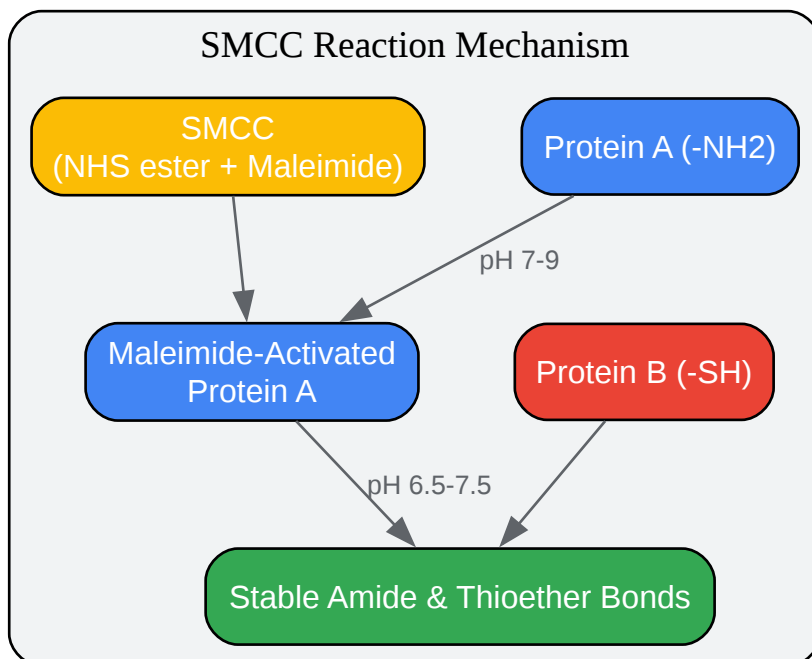 SMCC Reaction Mechanism
SMCC
(NHS ester + Maleimide)
Protein A (-NH2)
pH 7-9
Maleimide-Activated
Protein A
Protein B (-SH)
pH 6.5-7.5
Stable Amide & Thioether Bonds